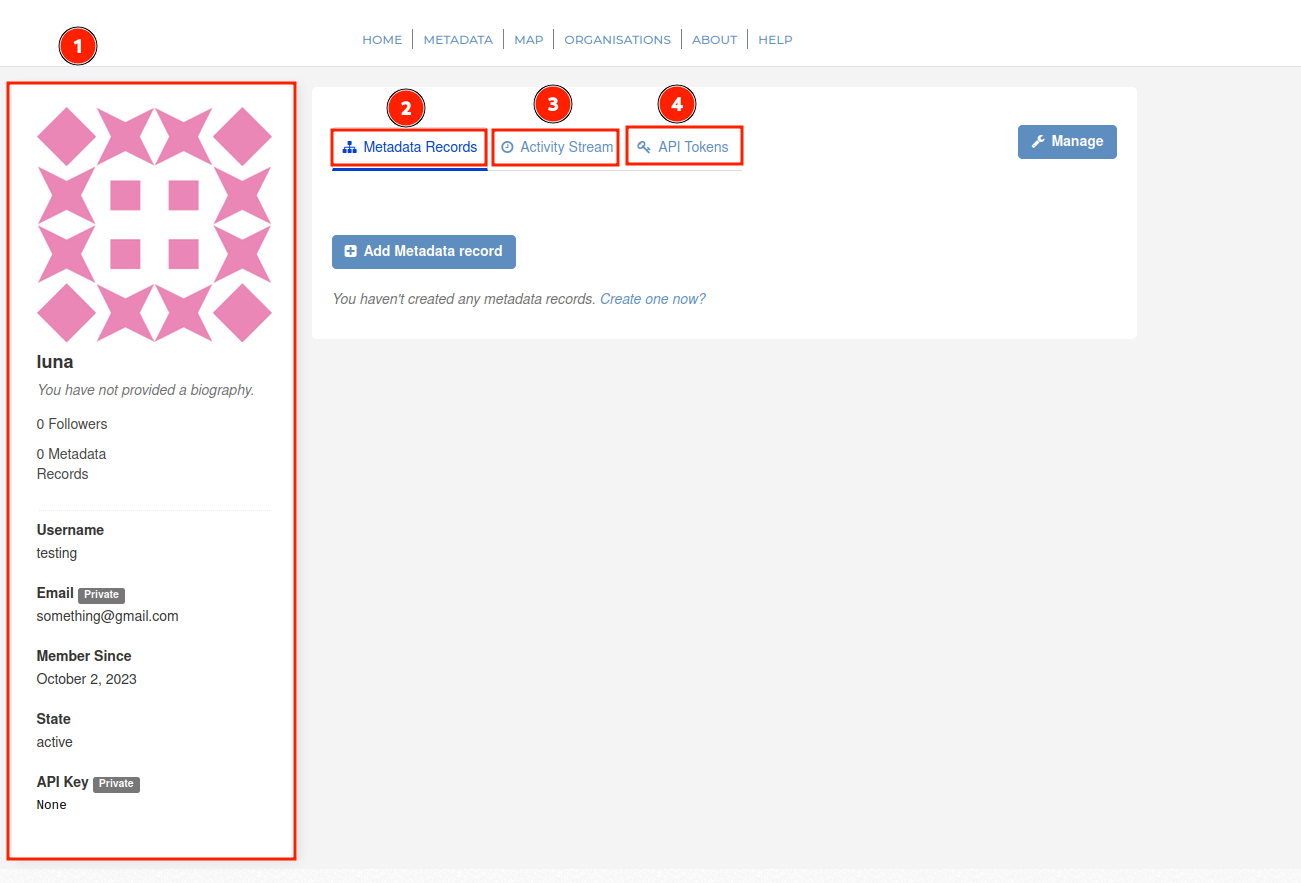 HOME METADATA MAP ORGANISATIONS ABOUT HELP
1
2 3 4
Metadata Records Activity Stream API Tokens
Manage
Add Metadata record
You haven't created any metadata records. Create one now?
luna
You have not provided a biography.
0 Followers
0 Metadata
Records
Username
testing
Email Private
something@gmail.com
Member Since
October 2, 2023
State
active
API Key Private
None